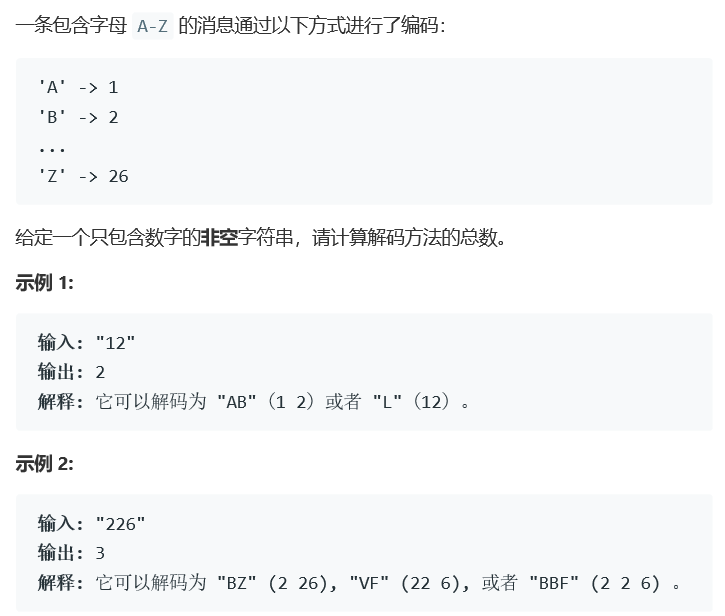 一条包含字母 A-Z 的消息通过以下方式进行了编码：
'A' -> 1
'B' -> 2
...
'Z' -> 26
给定一个只包含数字的非空字符串，请计算解码方法的总数。
示例 1:
输入: "12"
输出: 2
解释: 它可以解码为 "AB"（1 2）或者 "L"（12）。
示例 2:
输入: "226"
输出: 3
解释: 它可以解码为 "BZ" (2 26), "VF" (22 6), 或者 "BBF" (2 2 6) 。